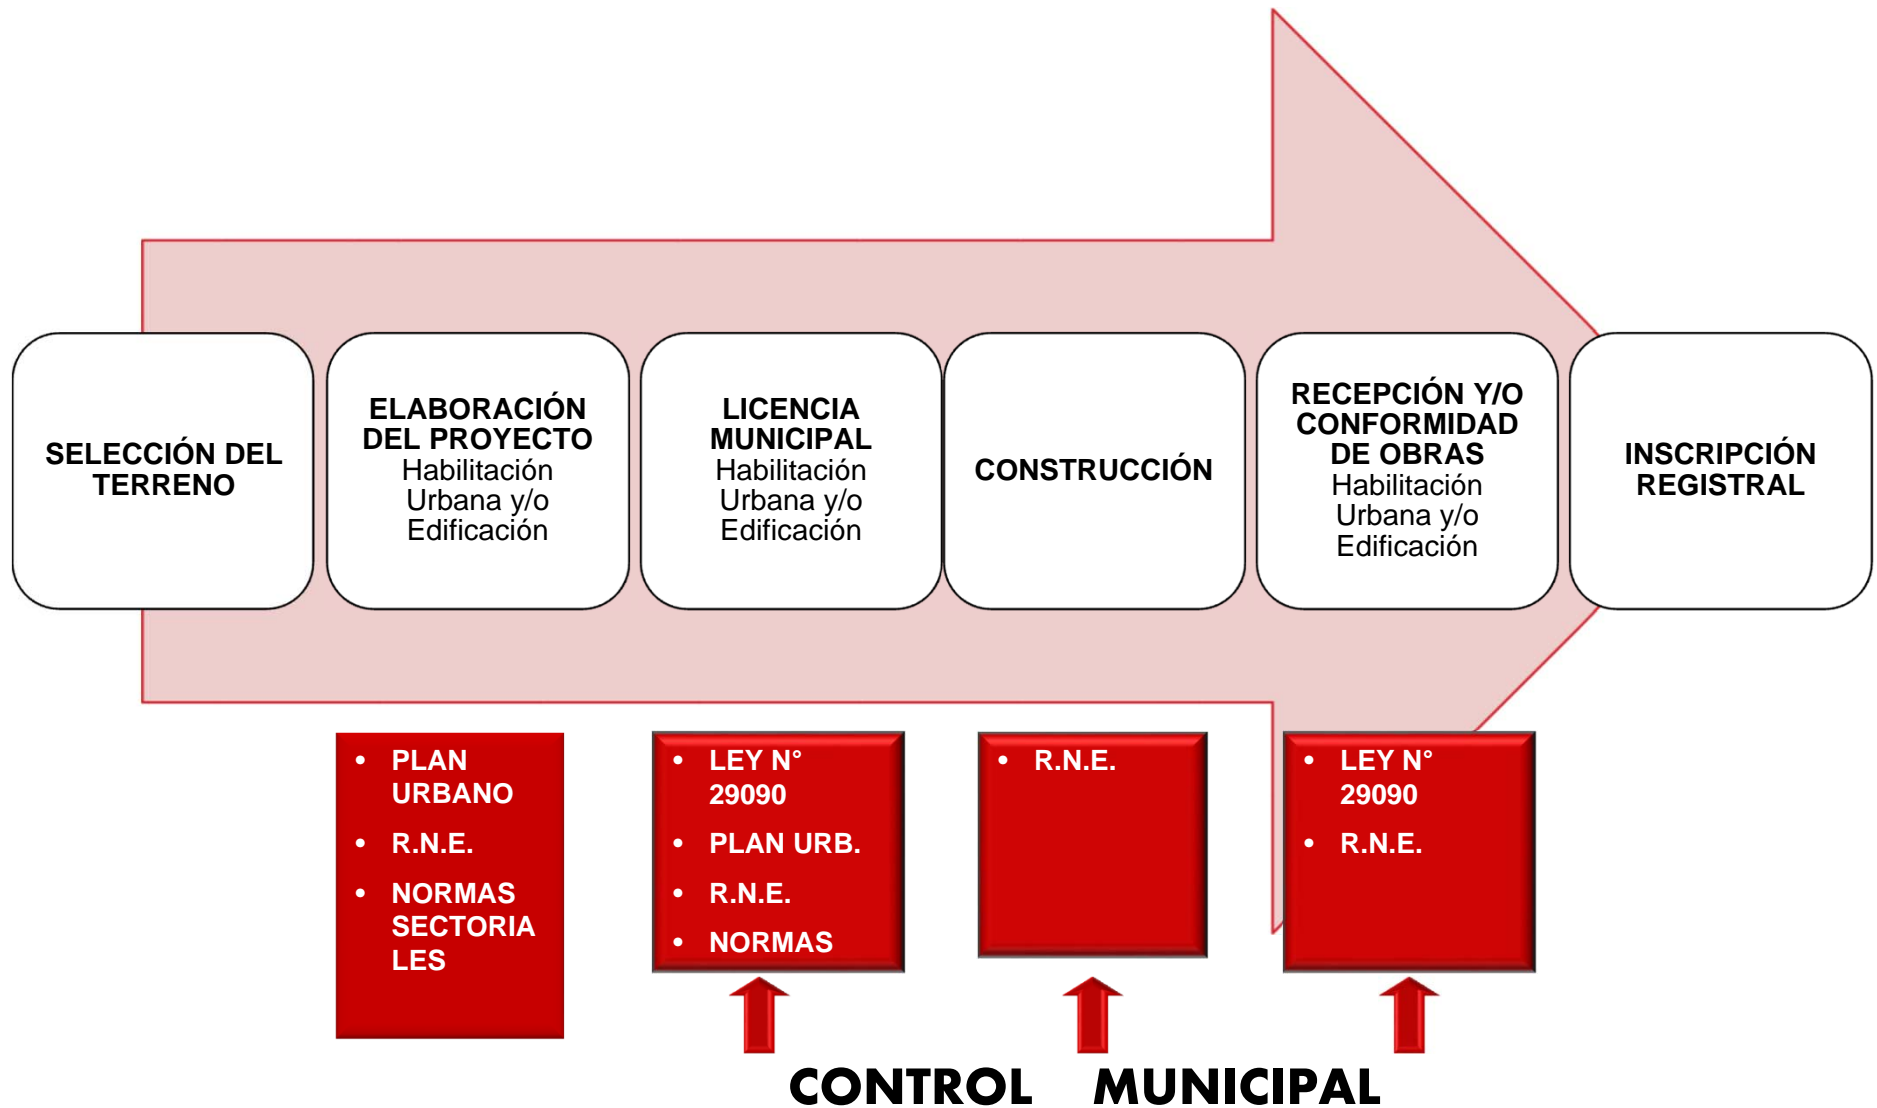 SELECCIÓN DEL
TERRENO
ELABORACIÓN
DEL PROYECTO
Habilitación
Urbana y/o
Edificación
LICENCIA
MUNICIPAL
Habilitación
Urbana y/o
Edificación
CONSTRUCCIÓN
RECEPCIÓN Y/O
CONFORMIDAD
DE OBRAS
Habilitación
Urbana y/o
Edificación
INSCRIPCIÓN
REGISTRAL
• PLAN
URBANO
• R.N.E.
• NORMAS
SECTORIA
LES
• LEY N°
29090
• PLAN URB.
• R.N.E.
• NORMAS
• R.N.E.
• LEY N°
29090
• R.N.E.
CONTROL MUNICIPAL